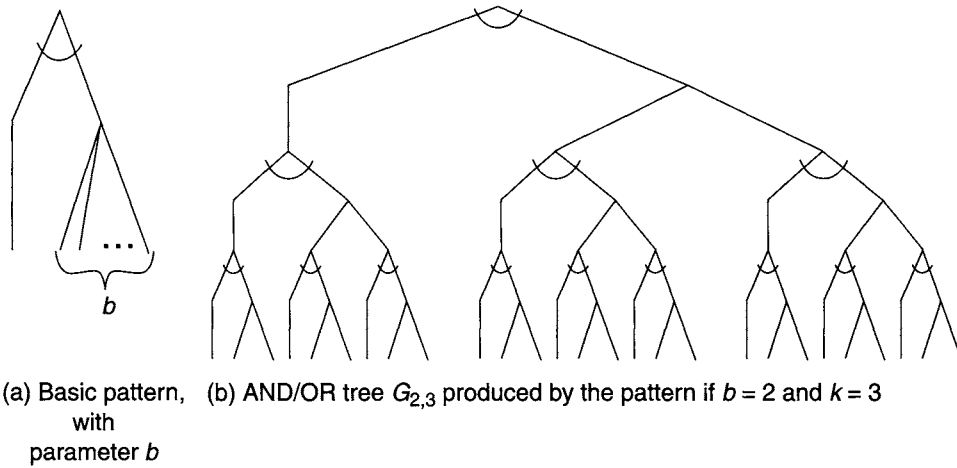 ...
b
(a) Basic pattern,
with
parameter b
(b) AND/OR tree G2,3 produced by the pattern if b = 2 and k = 3